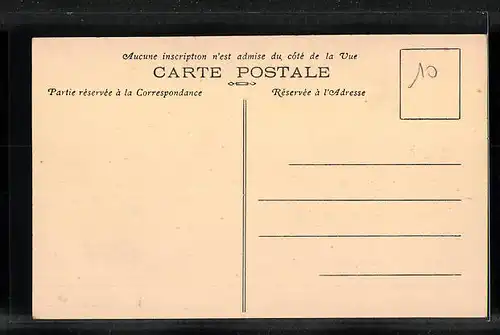 Aucune inscription n'est admise du côté de la Vue
CARTE POSTALE
Partie réservée à la Correspondance
Réservée à l'Adresse
10